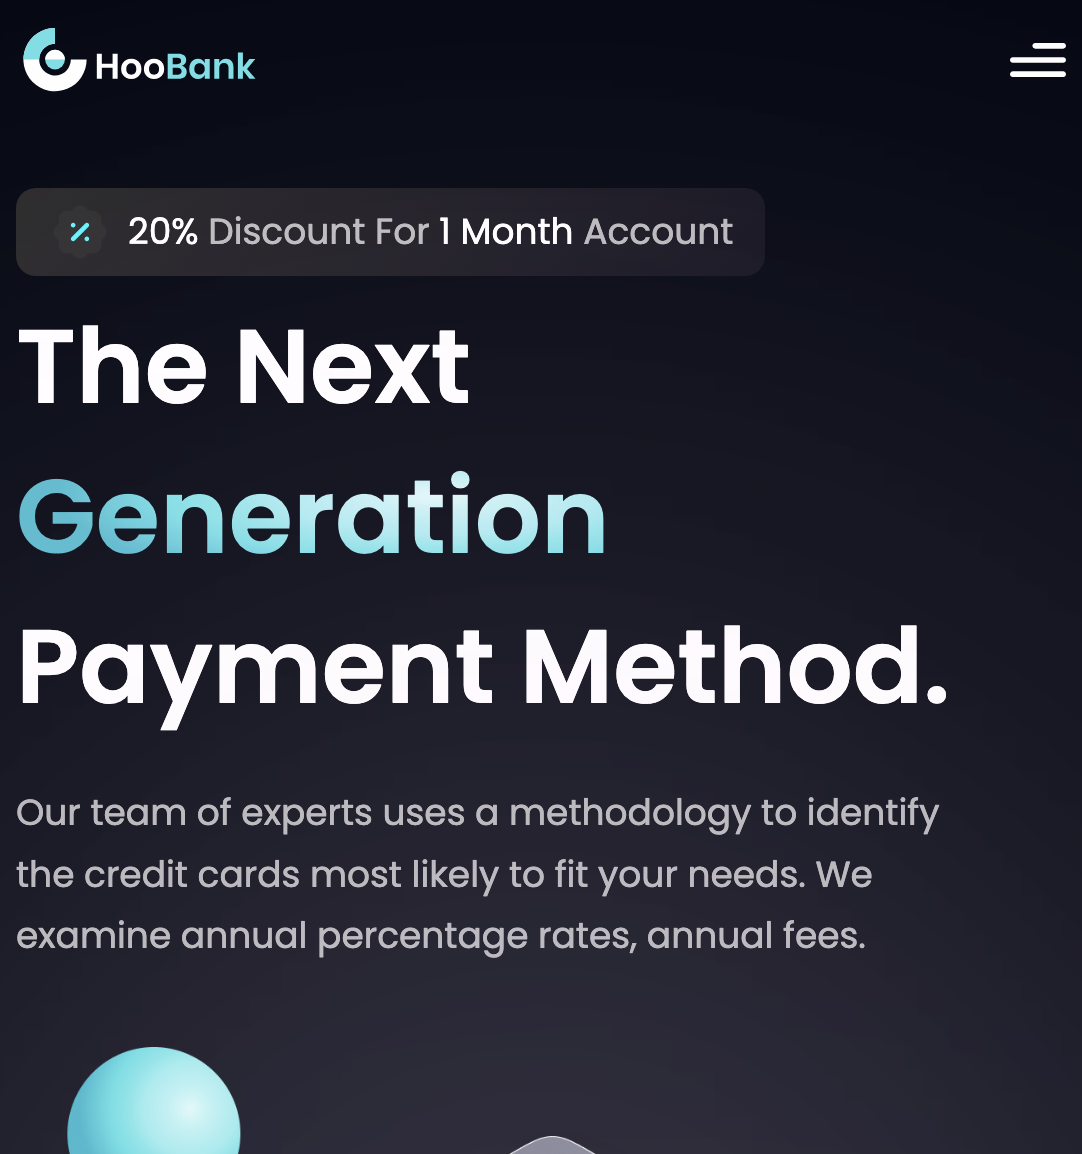 HooBank
20% Discount For 1 Month Account
The Next
Generation
Payment Method.
Our team of experts uses a methodology to identify
the credit cards most likely to fit your needs. We
examine annual percentage rates, annual fees.